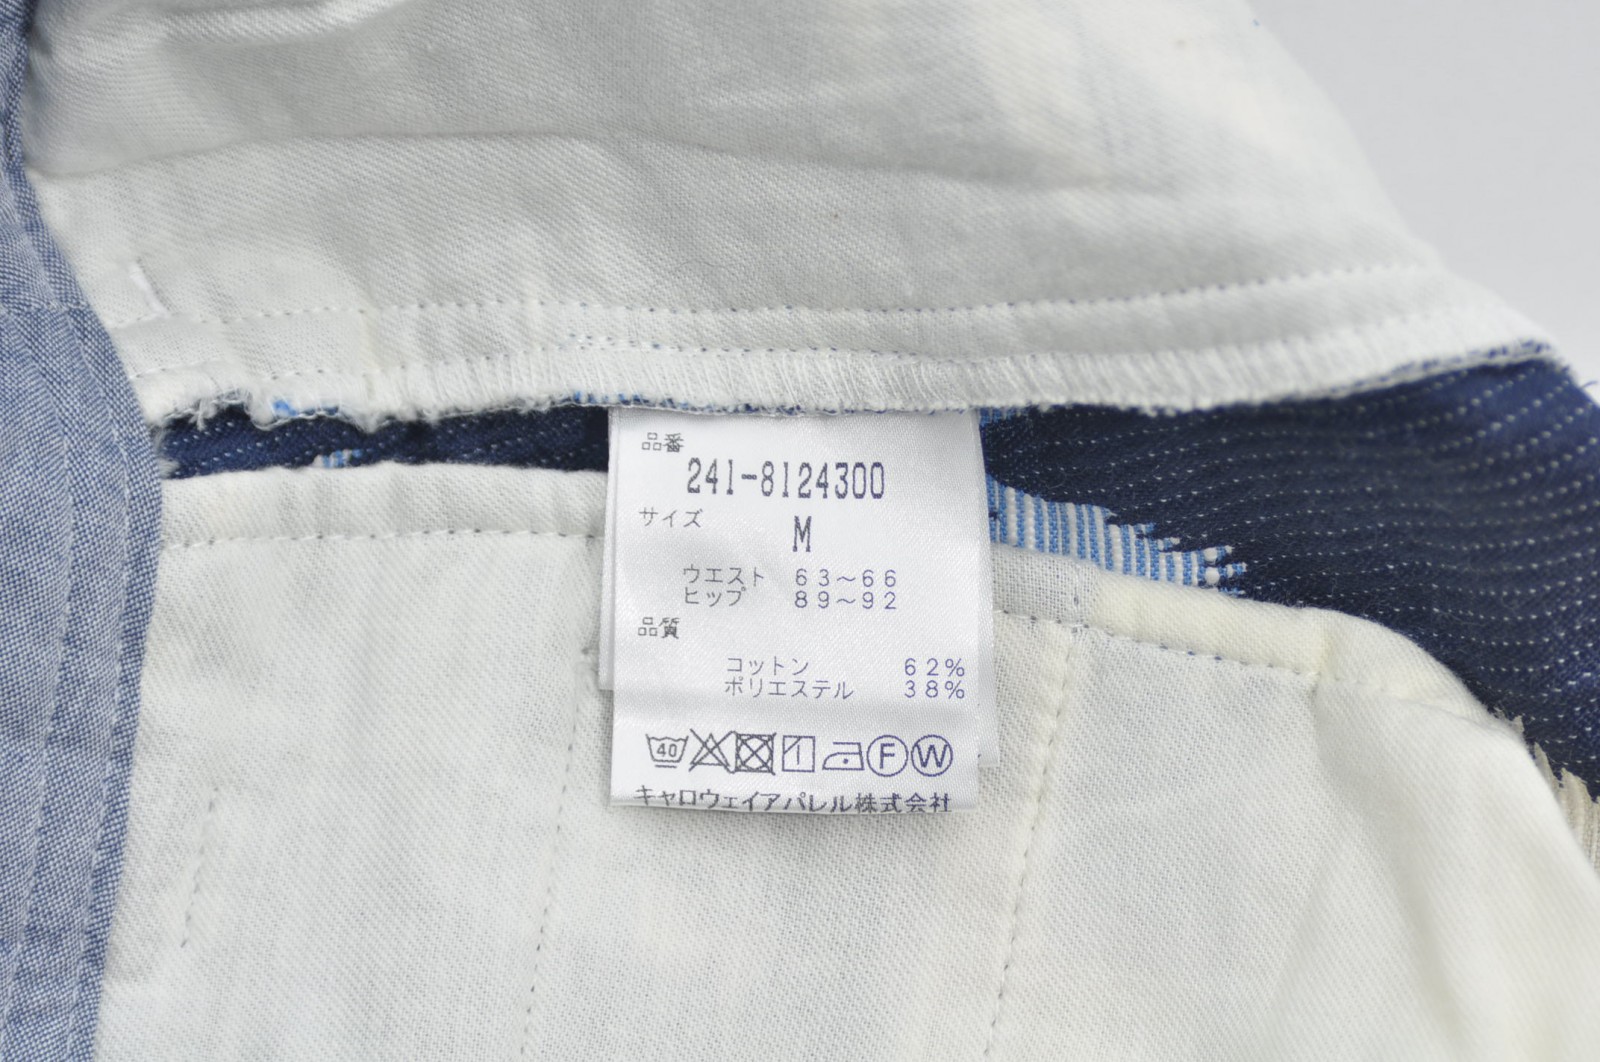 品番
241-8124300
サイズ
M
ウエスト 63～66
ヒップ 89～92
品質
コットン 62%
ポリエステル 38%
40 F W
キャロウェイアパレル株式会社